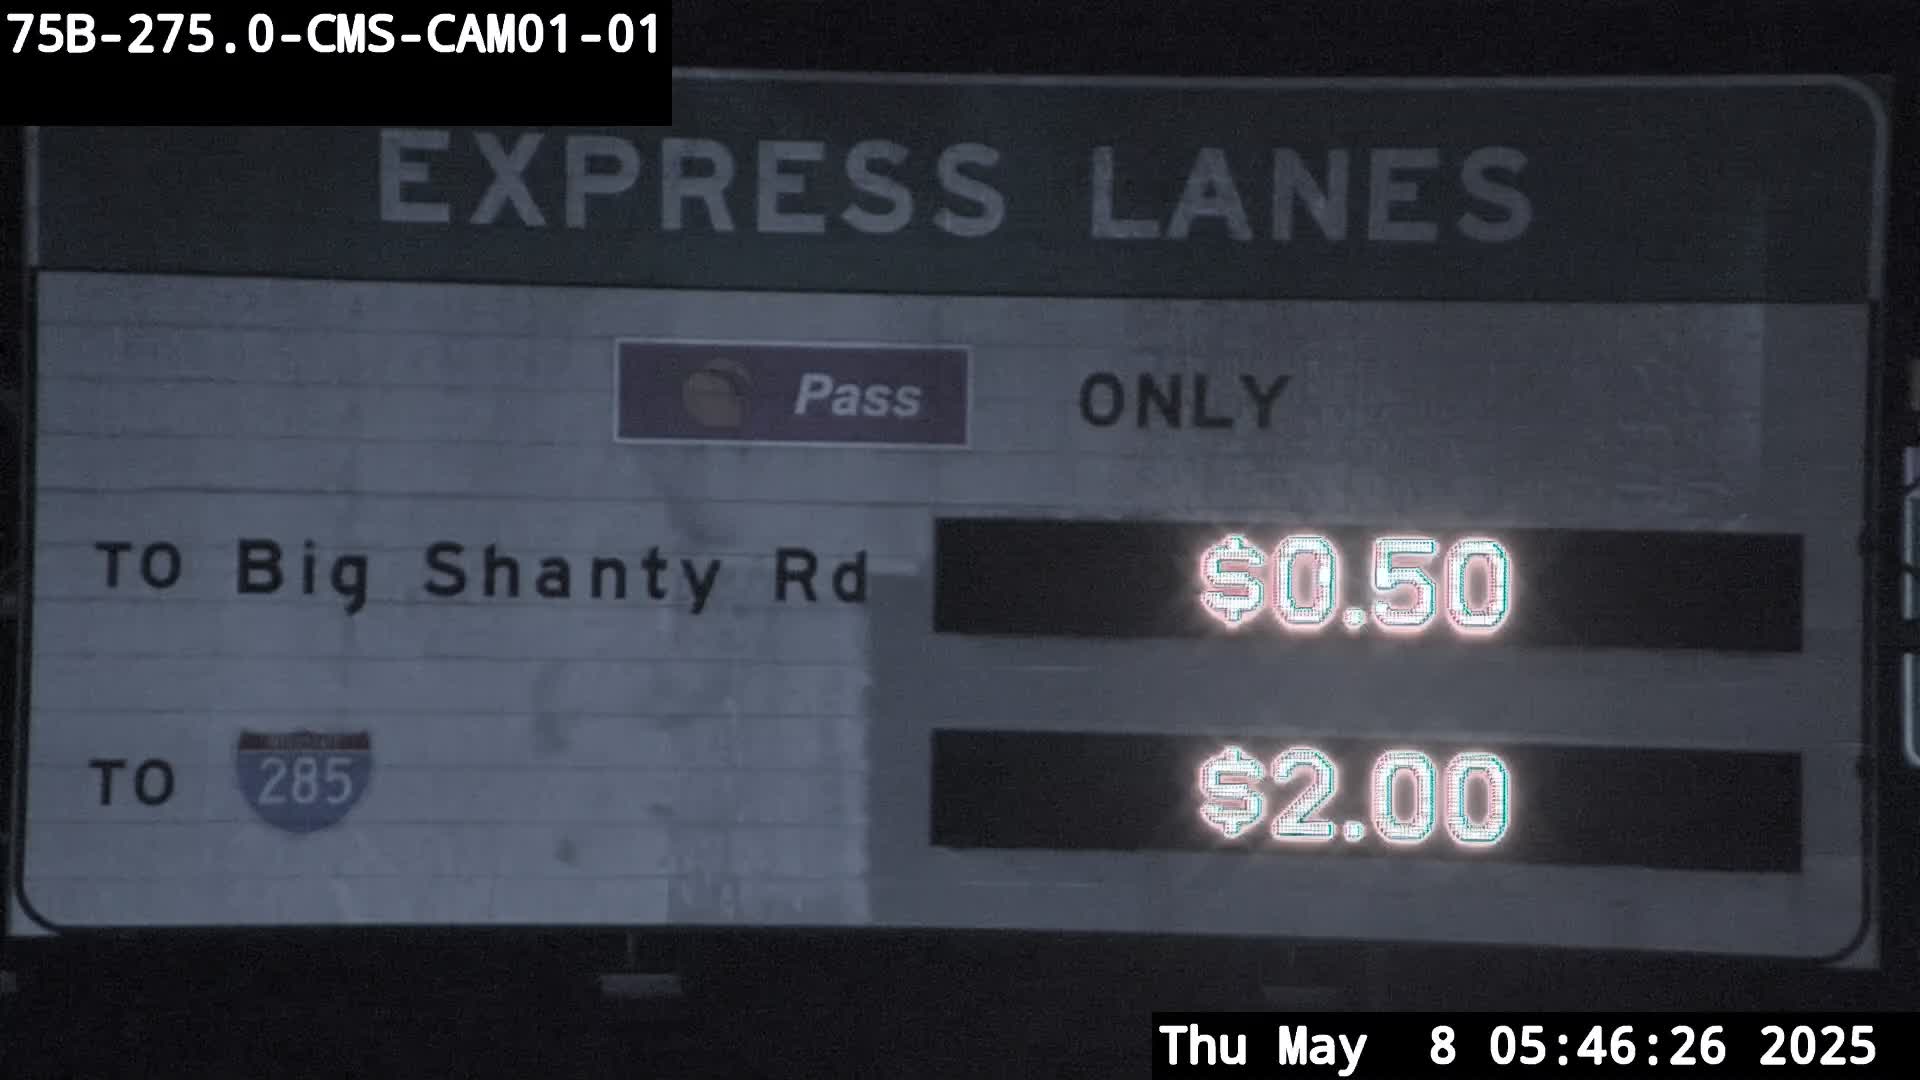 75B-275.0-CMS-CAM01-01
EXPRESS LANES
Pass ONLY
TO Big Shanty Rd $0.50
TO 285 $2.00
Thu May 8 05:46:26 2025